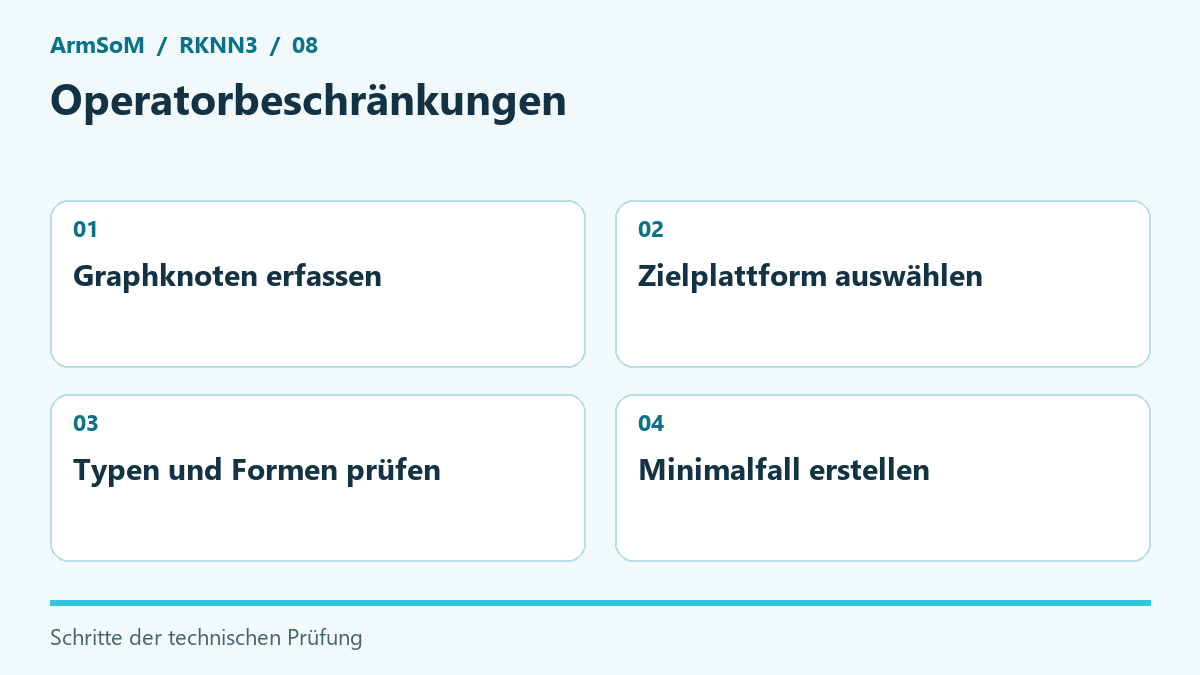 ArmSoM / RKNN3 / 08
Operatorbeschränkungen
01
Graphknoten erfassen
02
Zielplattform auswählen
03
Typen und Formen prüfen
04
Minimalfall erstellen
Schritte der technischen Prüfung